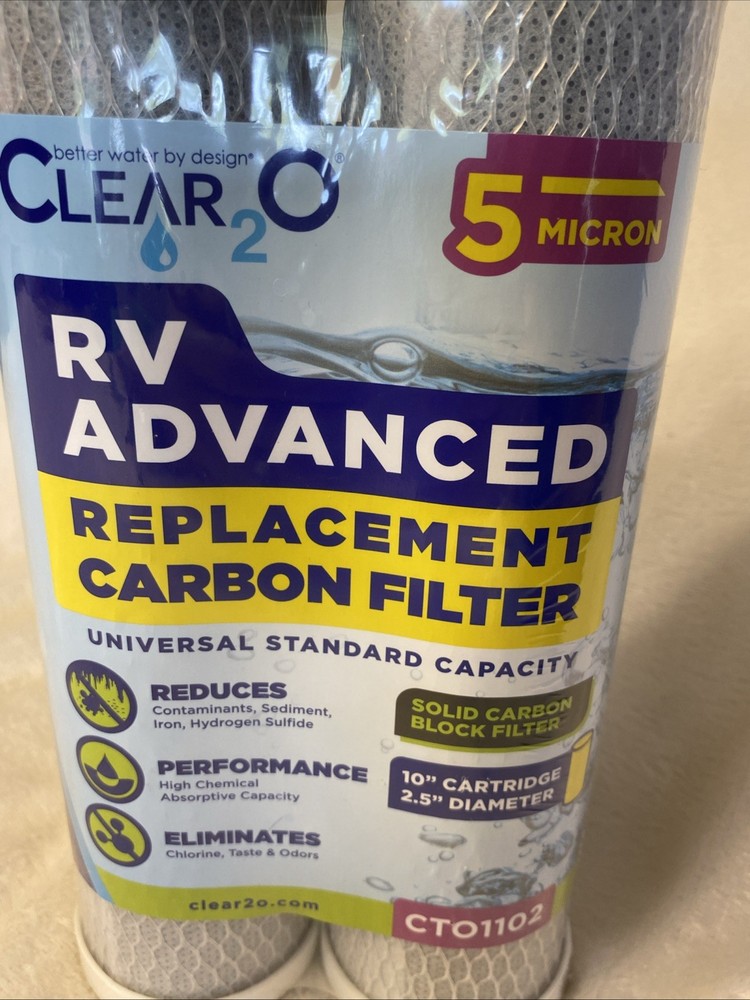 better water by design®
CLEAR2O®
5 MICRON
RV
ADVANCED
REPLACEMENT
CARBON FILTER
UNIVERSAL STANDARD CAPACITY
REDUCES
Contaminants, Sediment,
Iron, Hydrogen Sulfide
SOLID CARBON
BLOCK FILTER
PERFORMANCE
High Chemical
Absorptive Capacity
10" CARTRIDGE
2.5" DIAMETER
ELIMINATES
Chlorine, Taste & Odors
clear2o.com
CTO1102